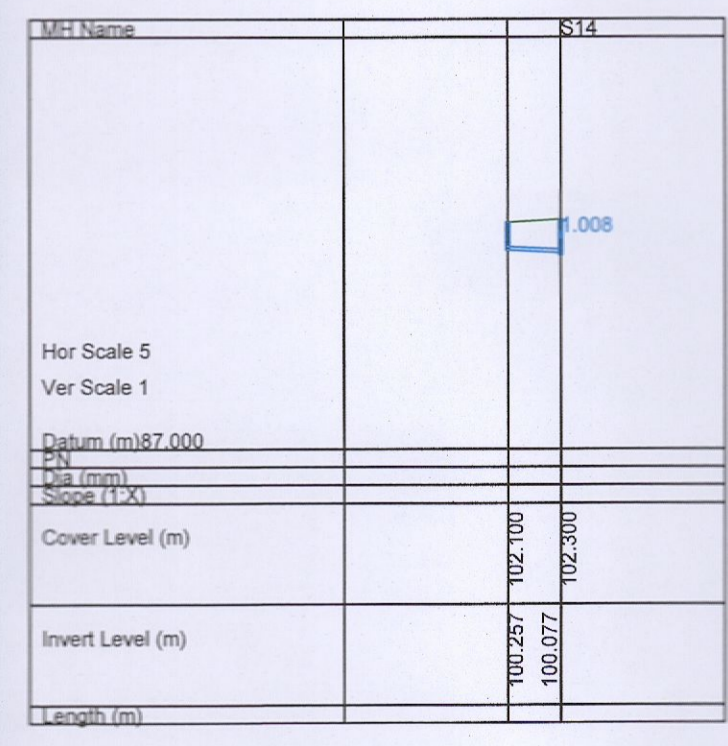 MH Name S14
1.008
Hor Scale 5
Ver Scale 1
Datum (m)87.000
PN
Dia (mm)
Slope (1:X)
Cover Level (m) 102.100 102.300
Invert Level (m) 100.257 100.077
Length (m)